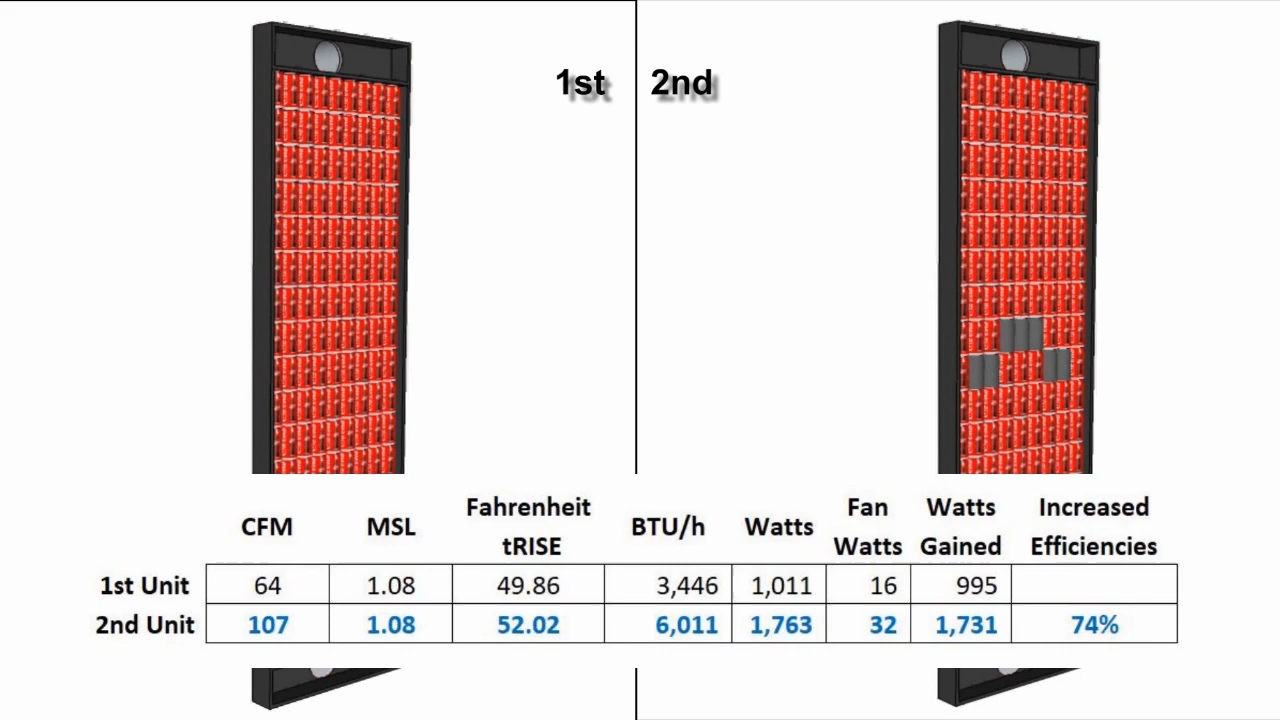 1st 2nd
CFM MSL Fahrenheit tRISE BTU/h Watts Fan Watts Watts Gained Increased Efficiencies
1st Unit 64 1.08 49.86 3,446 1,011 16 995
2nd Unit 107 1.08 52.02 6,011 1,763 32 1,731 74%